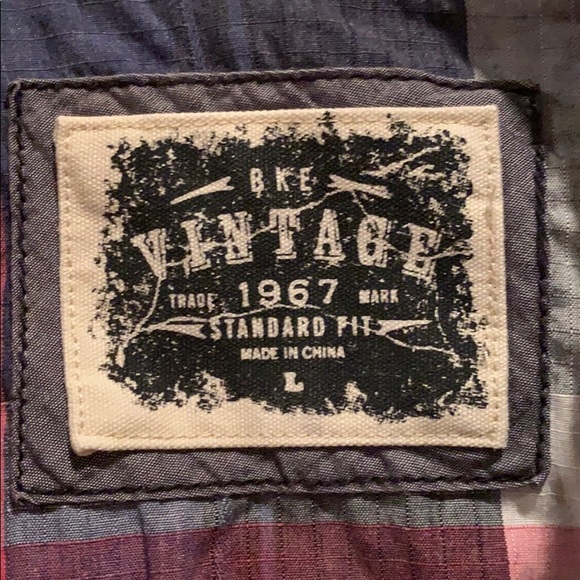 BKE
VINTAGE
TRADE 1967 MARK
STANDARD FIT
MADE IN CHINA
L